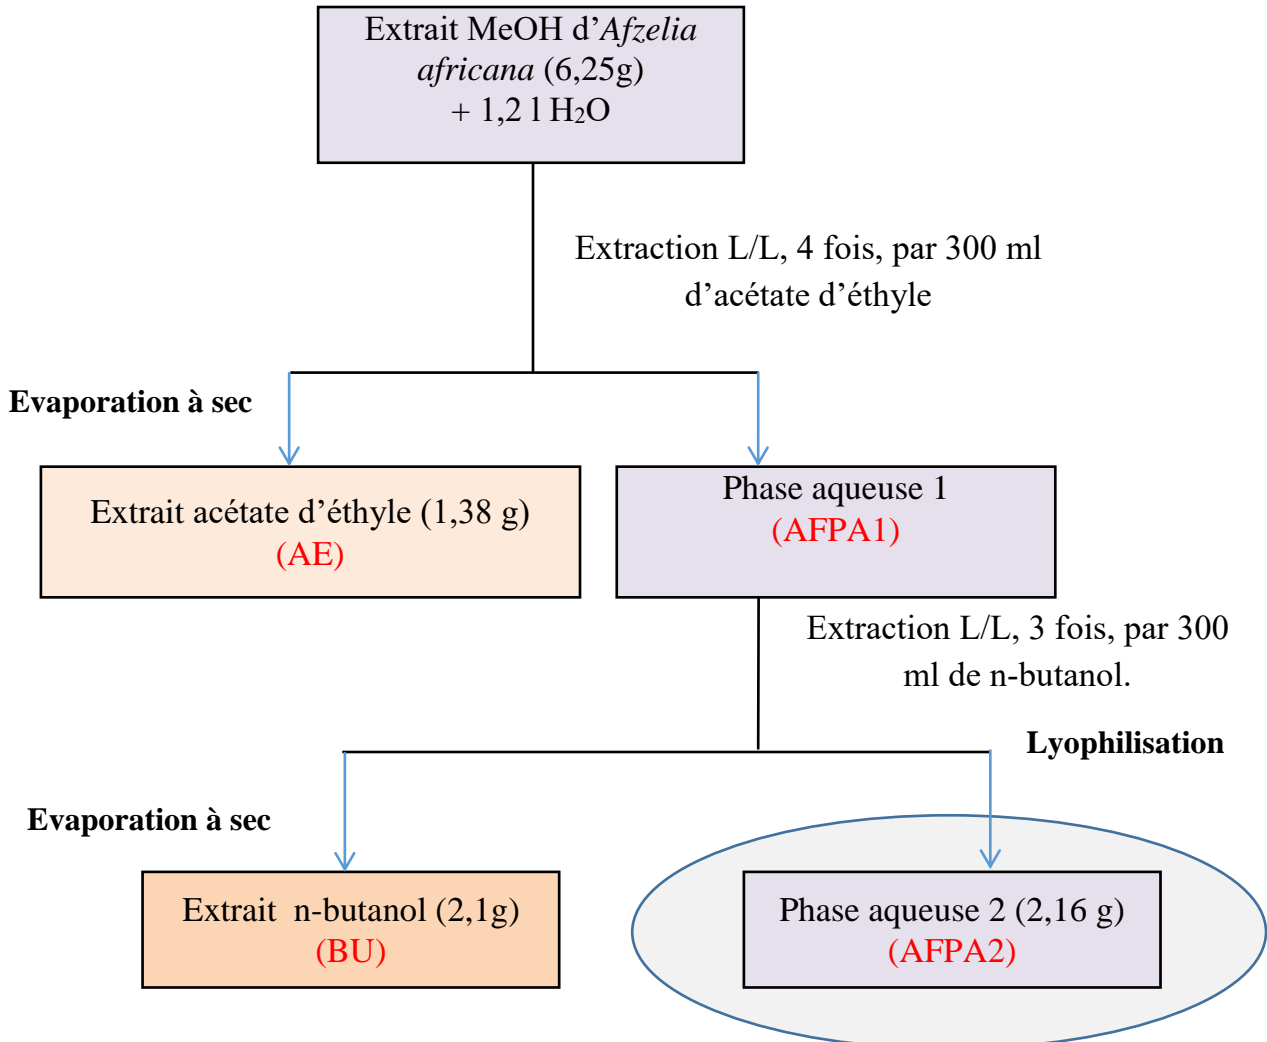 Extrait MeOH d’Afzelia
africana (6,25g)
+ 1,2 l H₂O
Extraction L/L, 4 fois, par 300 ml
d’acétate d’éthyle
Evaporation à sec
Extrait acétate d’éthyle (1,38 g)
(AE)
Phase aqueuse 1
(AFPA1)
Extraction L/L, 3 fois, par 300
ml de n-butanol.
Lyophilisation
Evaporation à sec
Extrait n-butanol (2,1g)
(BU)
Phase aqueuse 2 (2,16 g)
(AFPA2)